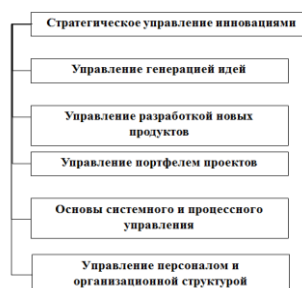 Стратегическое управление инновациями
Управление генерацией идей
Управление разработкой новых
продуктов
Управление портфелем проектов
Основы системного и процессного
управления
Управление персоналом и
организационной структурой